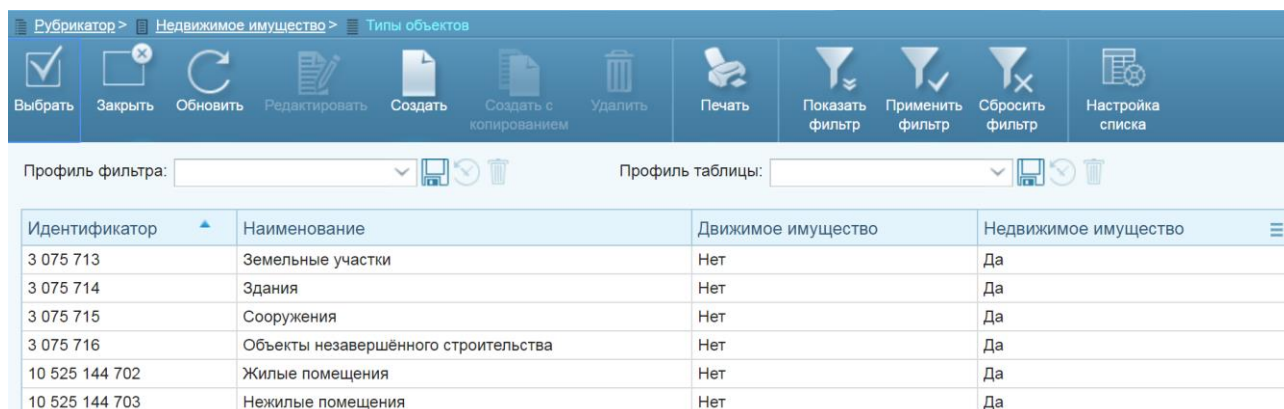 Рубрикатор > Недвижимое имущество > Типы объектов
Выбрать Закрыть Обновить Редактировать Создать Создать с копированием Удалить Печать Показать фильтр Применить фильтр Сбросить фильтр Настройка списка
Профиль фильтра: Профиль таблицы:
Идентификатор Наименование Движимое имущество Недвижимое имущество
3 075 713 Земельные участки Нет Да
3 075 714 Здания Нет Да
3 075 715 Сооружения Нет Да
3 075 716 Объекты незавершённого строительства Нет Да
10 525 144 702 Жилые помещения Нет Да
10 525 144 703 Нежилые помещения Нет Да